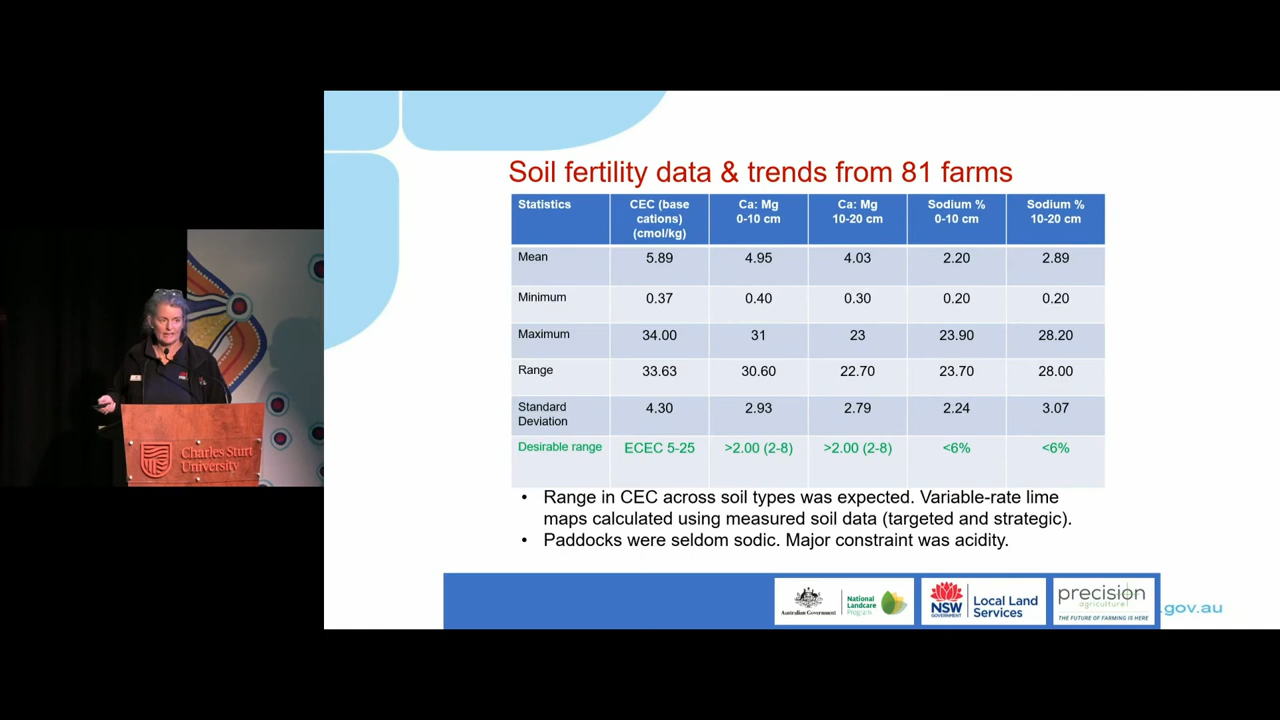 Soil fertility data & trends from 81 farms
Statistics
CEC (base
cations)
(cmol/kg)
Ca: Mg
0-10 cm
Ca: Mg
10-20 cm
Sodium %
0-10 cm
Sodium %
10-20 cm
Mean
5.89
4.95
4.03
2.20
2.89
Minimum
0.37
0.40
0.30
0.20
0.20
Maximum
34.00
31
23
23.90
28.20
Range
33.63
30.60
22.70
23.70
28.00
Standard
Deviation
4.30
2.93
2.79
2.24
3.07
Desirable range
ECEC 5-25
>2.00 (2-8)
>2.00 (2-8)
<6%
<6%
• Range in CEC across soil types was expected. Variable-rate lime
maps calculated using measured soil data (targeted and strategic).
• Paddocks were seldom sodic. Major constraint was acidity.
Charles Sturt
University
Australian Government
National
Landcare
Program
NSW
GOVERNMENT
Local Land
Services
precision
agriculture
THE FUTURE OF FARMING IS HERE
.gov.au